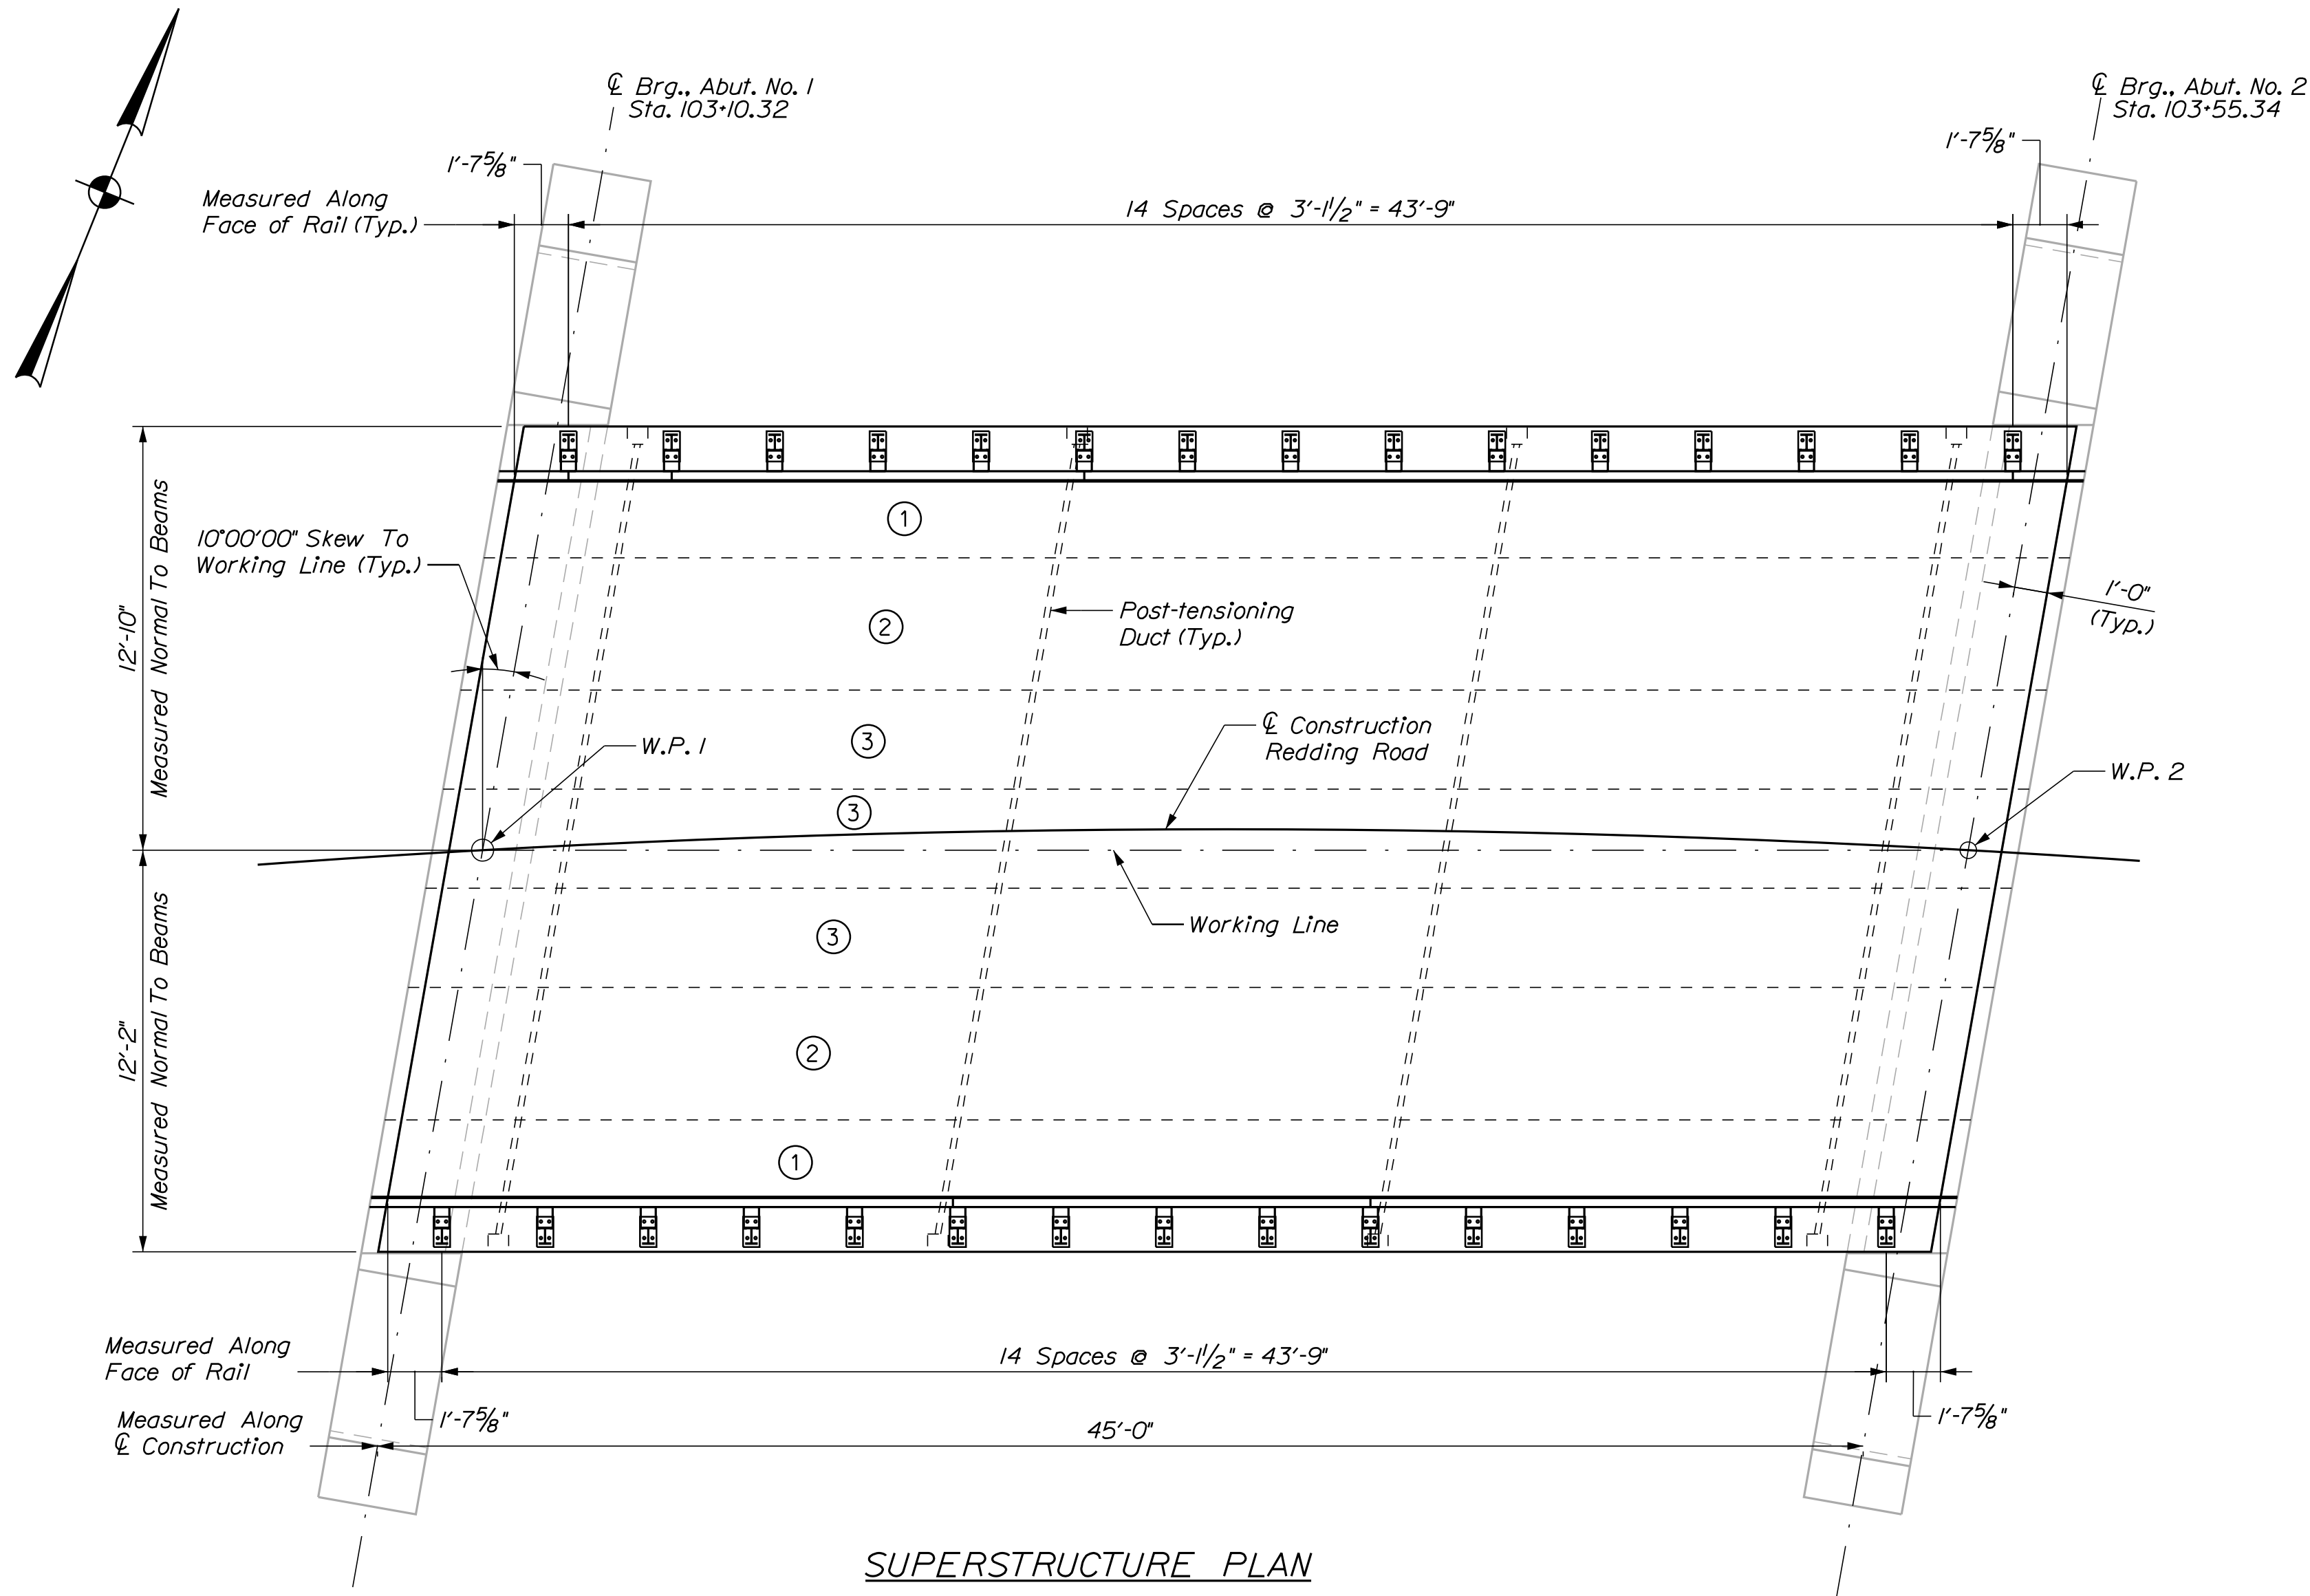 ℄ Brg., Abut. No. 1
Sta. 103+10.32
℄ Brg., Abut. No. 2
Sta. 103+55.34
1'-7⅝"
1'-7⅝"
Measured Along
Face of Rail (Typ.)
14 Spaces @ 3'-1½" = 43'-9"
12'-10"
Measured Normal To Beams
10°00'00" Skew To
Working Line (Typ.)
1
2
Post-tensioning
Duct (Typ.)
1'-0"
(Typ.)
3
W.P. 1
℄ Construction
Redding Road
W.P. 2
3
Working Line
3
12'-2"
Measured Normal To Beams
2
1
Measured Along
Face of Rail
14 Spaces @ 3'-1½" = 43'-9"
1'-7⅝"
1'-7⅝"
Measured Along
℄ Construction
45'-0"
SUPERSTRUCTURE PLAN